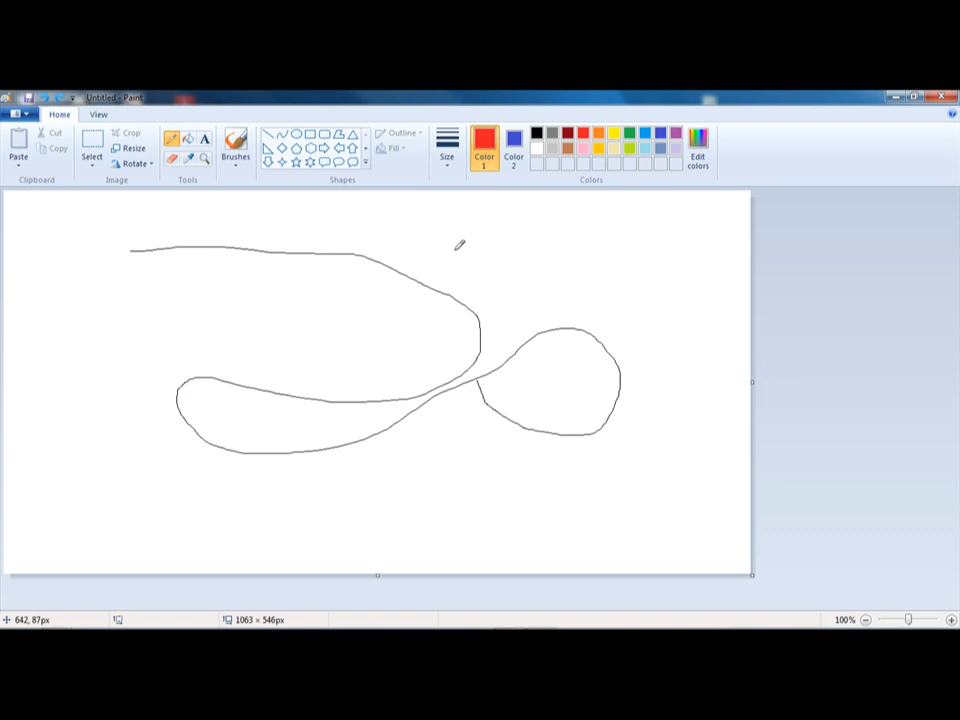 Untitled - Paint
Home View
Paste Cut Copy Clipboard
Select Crop Resize Rotate Image
A Tools
Brushes
Outline Fill Shapes
Size
Color 1 Color 2 Edit colors Colors
642, 87px 1063 × 546px 100%